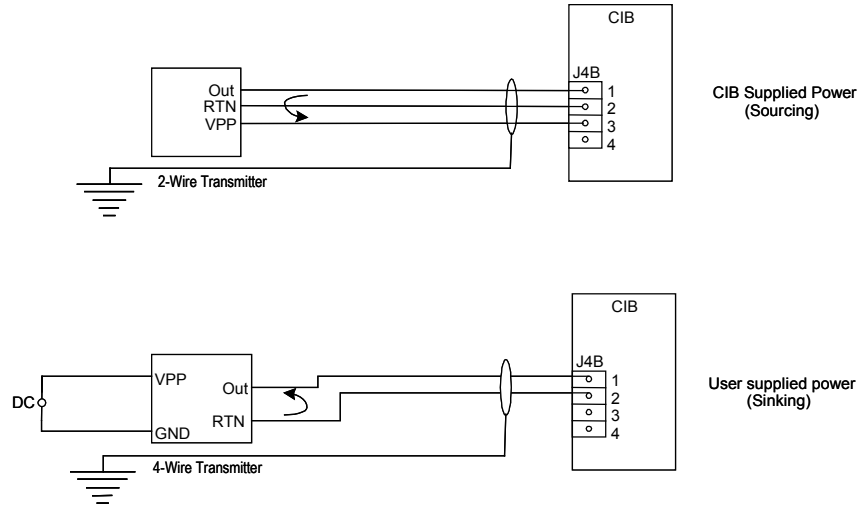 CIB
J4B
Out
RTN
VPP
1
2
3
4
CIB Supplied Power
(Sourcing)
2-Wire Transmitter
CIB
J4B
VPP
Out
RTN
GND
DC
1
2
3
4
User supplied power
(Sinking)
4-Wire Transmitter